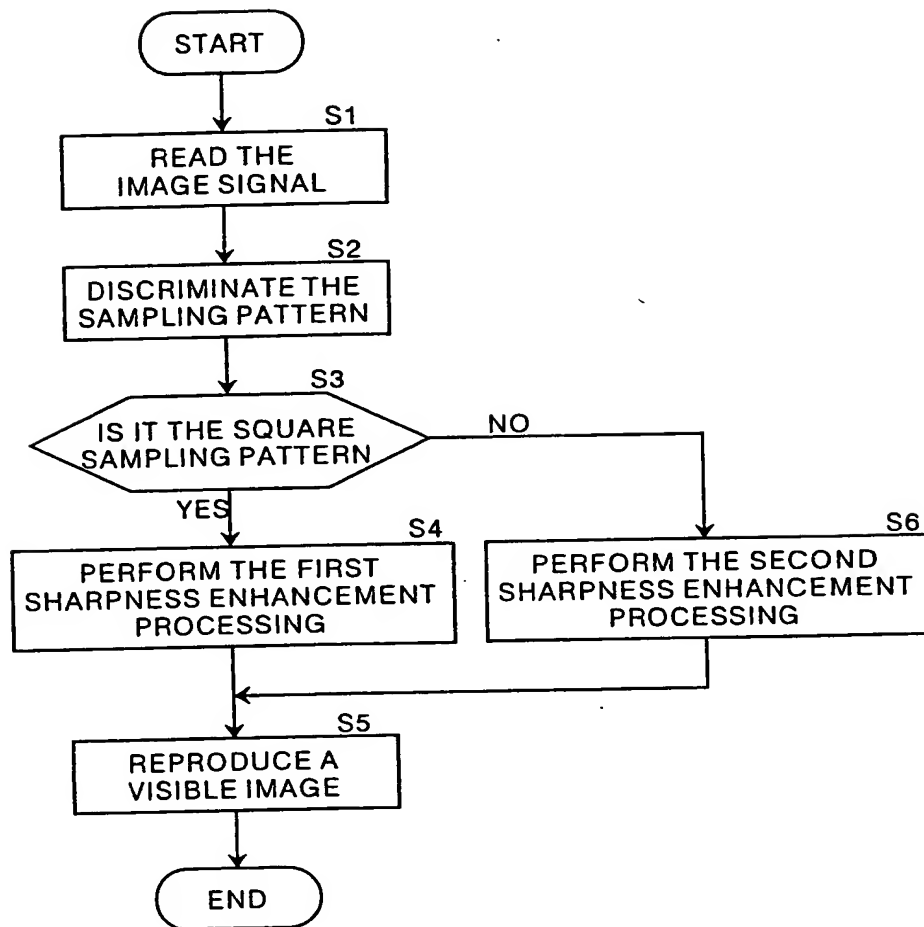 START
S1
READ THE
IMAGE SIGNAL
S2
DISCRIMINATE THE
SAMPLING PATTERN
S3
IS IT THE SQUARE
SAMPLING PATTERN
NO
YES
S4
PERFORM THE FIRST
SHARPNESS ENHANCEMENT
PROCESSING
S6
PERFORM THE SECOND
SHARPNESS ENHANCEMENT
PROCESSING
S5
REPRODUCE A
VISIBLE IMAGE
END